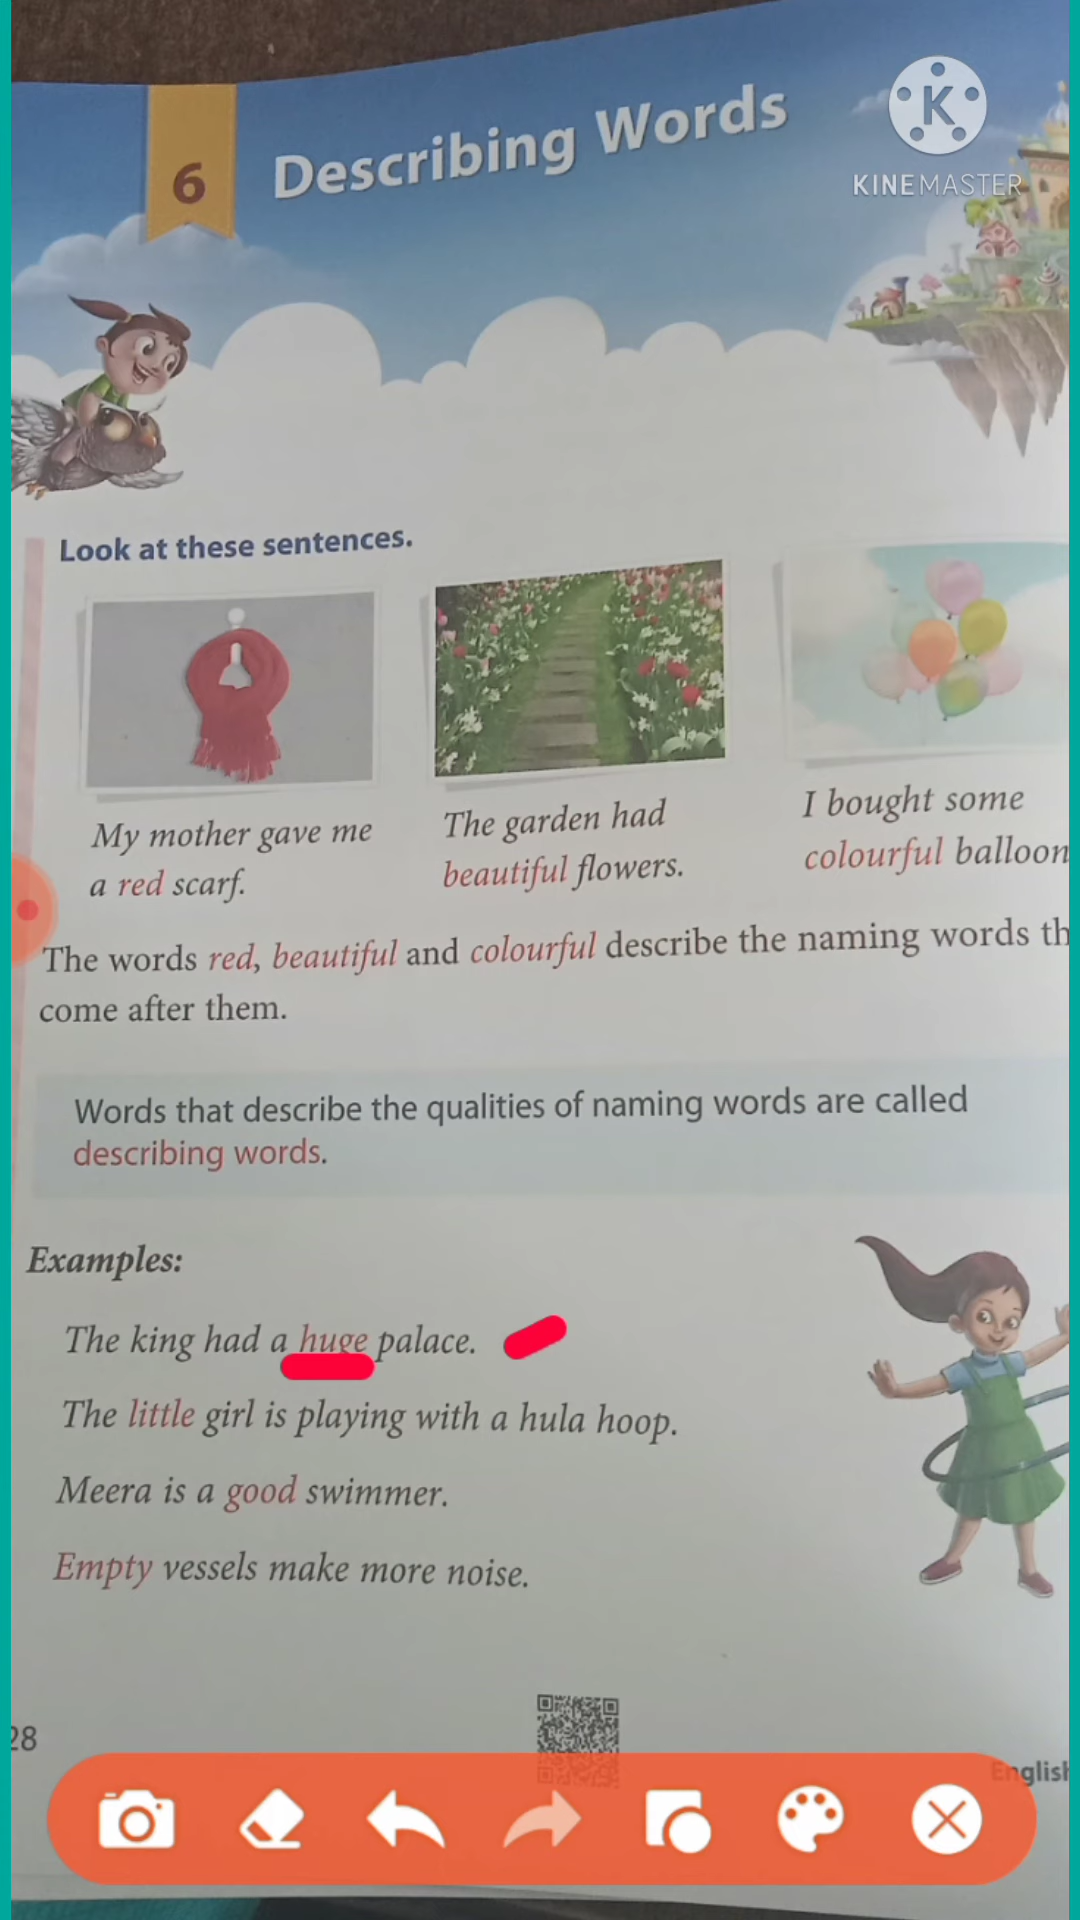 6
Describing Words
KINEMASTER
Look at these sentences.
My mother gave me
a red scarf.
The garden had
beautiful flowers.
I bought some
colourful balloon
The words red, beautiful and colourful describe the naming words th
come after them.
Words that describe the qualities of naming words are called
describing words.
Examples:
The king had a huge palace.
The little girl is playing with a hula hoop.
Meera is a good swimmer.
Empty vessels make more noise.
28
English